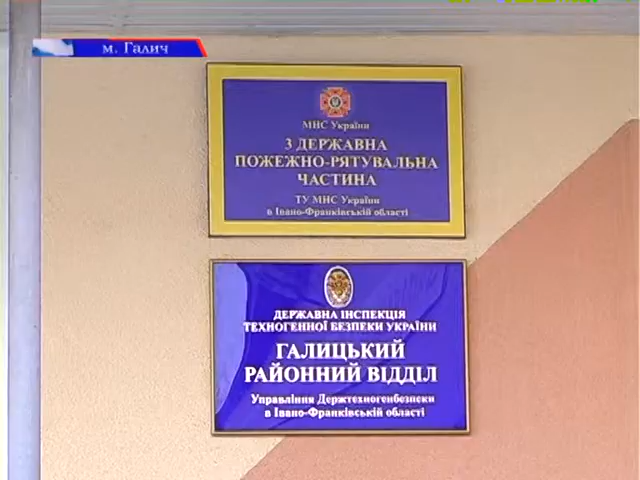 м. Галич
МНС України
3 ДЕРЖАВНА
ПОЖЕЖНО-РЯТУВАЛЬНА
ЧАСТИНА
ТУ МНС України
в Івано-Франківській області
ДЕРЖАВНА ІНСПЕКЦІЯ
ТЕХНОГЕННОЇ БЕЗПЕКИ УКРАЇНИ
ГАЛИЦЬКИЙ
РАЙОННИЙ ВІДДІЛ
Управління Держтехногенбезпеки
в Івано-Франківській області